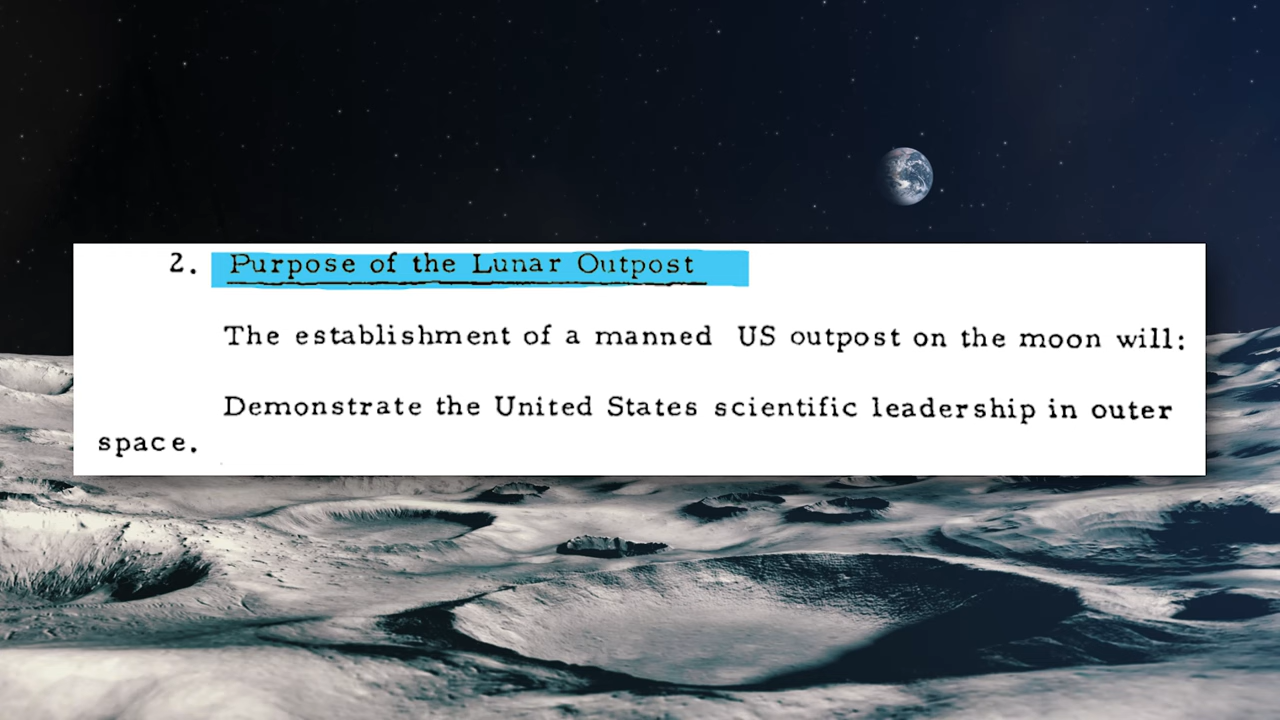 2. Purpose of the Lunar Outpost
The establishment of a manned US outpost on the moon will:
Demonstrate the United States scientific leadership in outer
space.